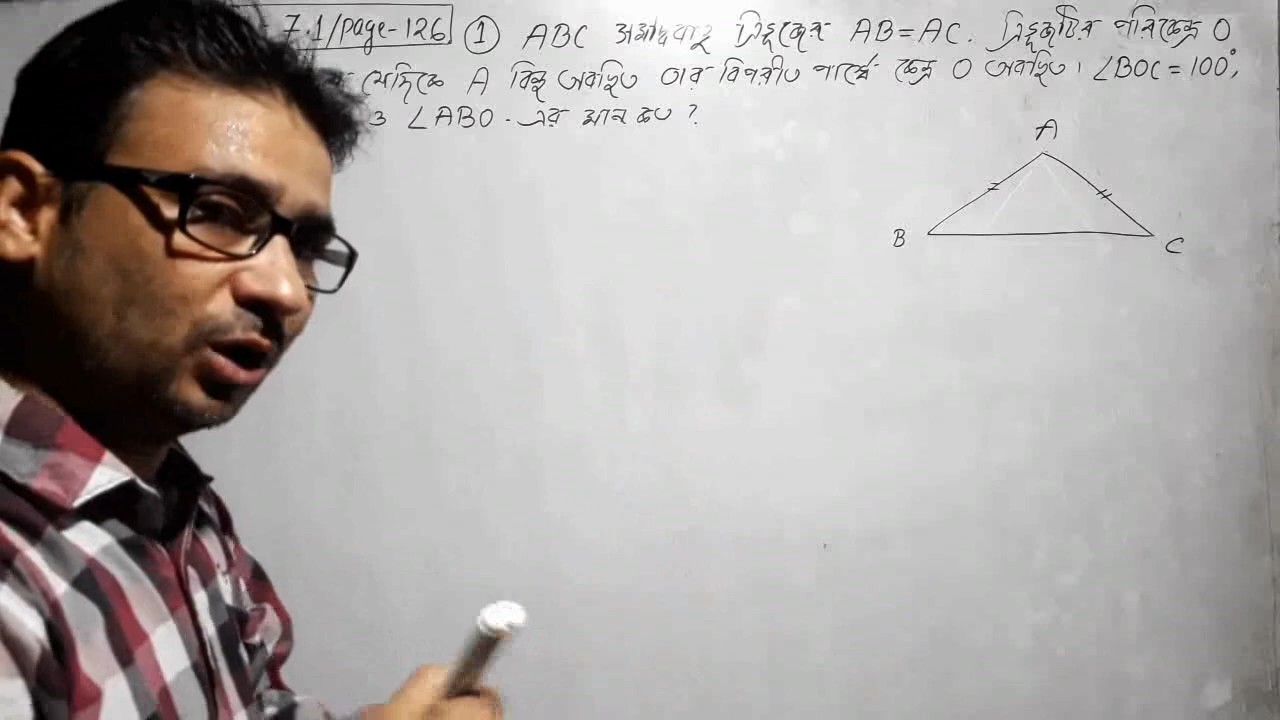 7.1/page-126 ① ABC সমদ্বিবাহু ত্রিভুজের AB=AC. ত্রিভুজটির পরিকেন্দ্র O
যেদিকে A বিন্দু অবস্থিত তার বিপরীত পার্শ্বে কেন্দ্র O অবস্থিত। ∠BOC = 100°,
ও ∠ABO - এর মান কত ?
A
B
C